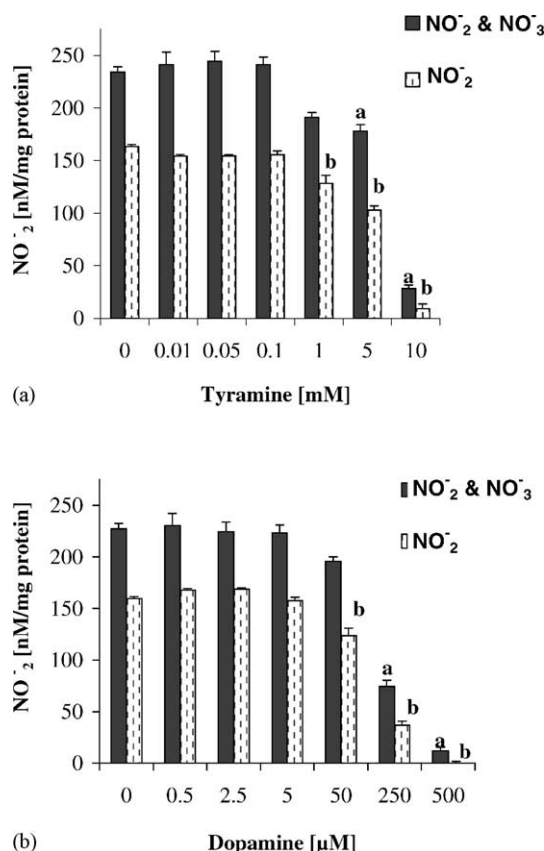 NO⁻₂ & NO⁻₃
NO⁻₂
NO⁻₂ [nM/mg protein]
250
200
150
100
50
0
a
b
b
a
b
0 0.01 0.05 0.1 1 5 10
(a)
Tyramine [mM]
NO⁻₂ & NO⁻₃
NO⁻₂
NO⁻₂ [nM/mg protein]
250
200
150
100
50
0
b
a
b
a
b
0 0.5 2.5 5 50 250 500
(b)
Dopamine [µM]